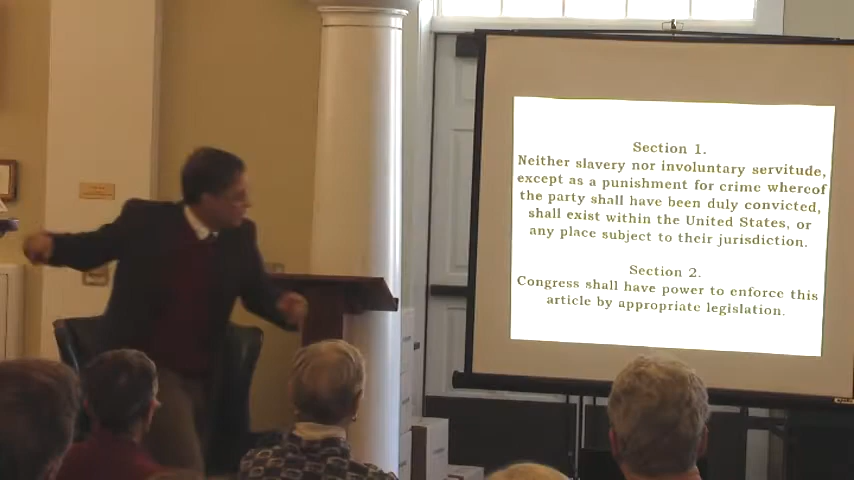 Section 1.
Neither slavery nor involuntary servitude,
except as a punishment for crime whereof
the party shall have been duly convicted,
shall exist within the United States, or
any place subject to their jurisdiction.
Section 2.
Congress shall have power to enforce this
article by appropriate legislation.